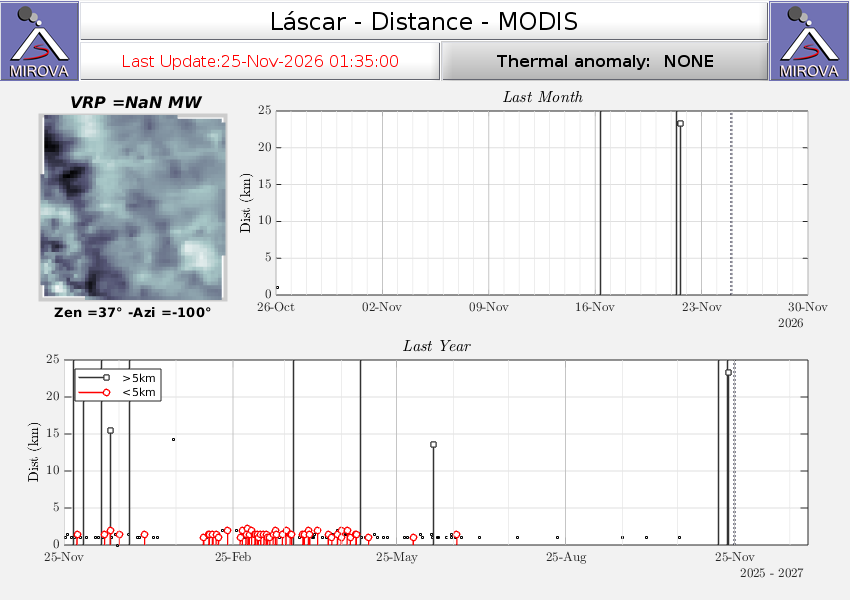 Láscar - Distance - MODIS
MIROVA
Last Update:25-Nov-2026 01:35:00
Thermal anomaly: NONE
MIROVA
VRP =NaN MW
Zen =37° -Azi =-100°
Last Month
Dist (km)
25
20
15
10
5
0
26-Oct 02-Nov 09-Nov 16-Nov 23-Nov 30-Nov
2026
Last Year
Dist (km)
25
20
15
10
5
0
>5km
<5km
25-Nov 25-Feb 25-May 25-Aug 25-Nov
2025 - 2027